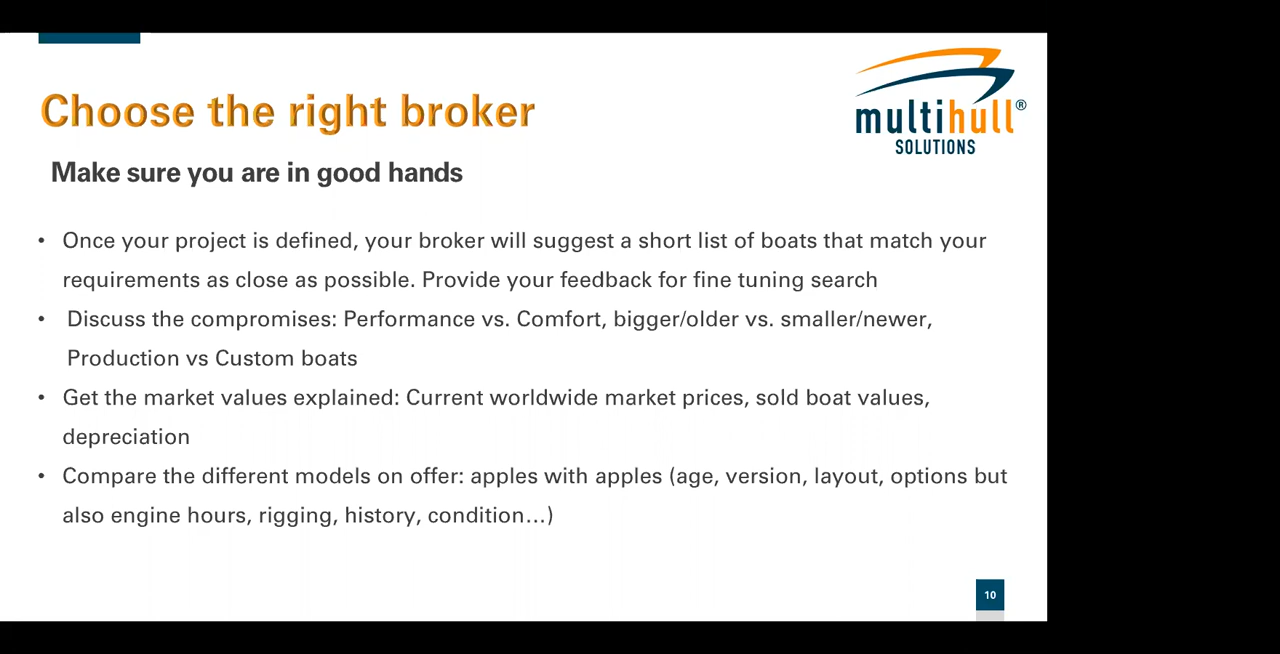 Choose the right broker
multihull®
SOLUTIONS
Make sure you are in good hands
• Once your project is defined, your broker will suggest a short list of boats that match your
requirements as close as possible. Provide your feedback for fine tuning search
• Discuss the compromises: Performance vs. Comfort, bigger/older vs. smaller/newer,
Production vs Custom boats
• Get the market values explained: Current worldwide market prices, sold boat values,
depreciation
• Compare the different models on offer: apples with apples (age, version, layout, options but
also engine hours, rigging, history, condition...)
10